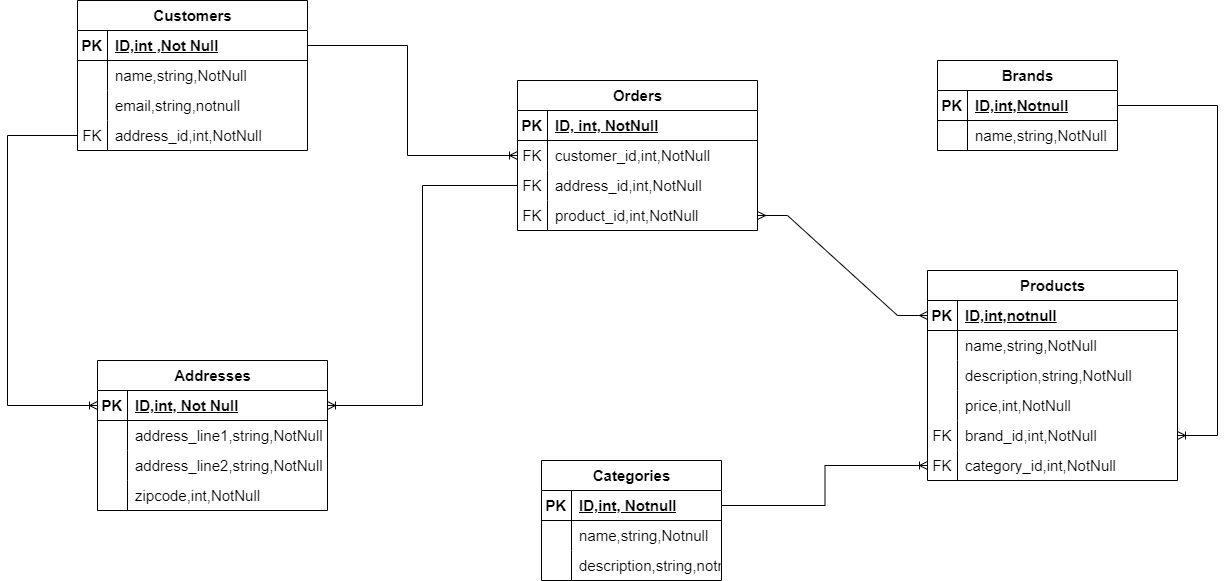 Customers
PK ID,int ,Not Null
name,string,NotNull
email,string,notnull
FK address_id,int,NotNull
Orders
PK ID, int, NotNull
FK customer_id,int,NotNull
FK address_id,int,NotNull
FK product_id,int,NotNull
Brands
PK ID,int,Notnull
name,string,NotNull
Products
PK ID,int,notnull
name,string,NotNull
description,string,NotNull
price,int,NotNull
FK brand_id,int,NotNull
FK category_id,int,NotNull
Addresses
PK ID,int, Not Null
address_line1,string,NotNull
address_line2,string,NotNull
zipcode,int,NotNull
Categories
PK ID,int, Notnull
name,string,Notnull
description,string,